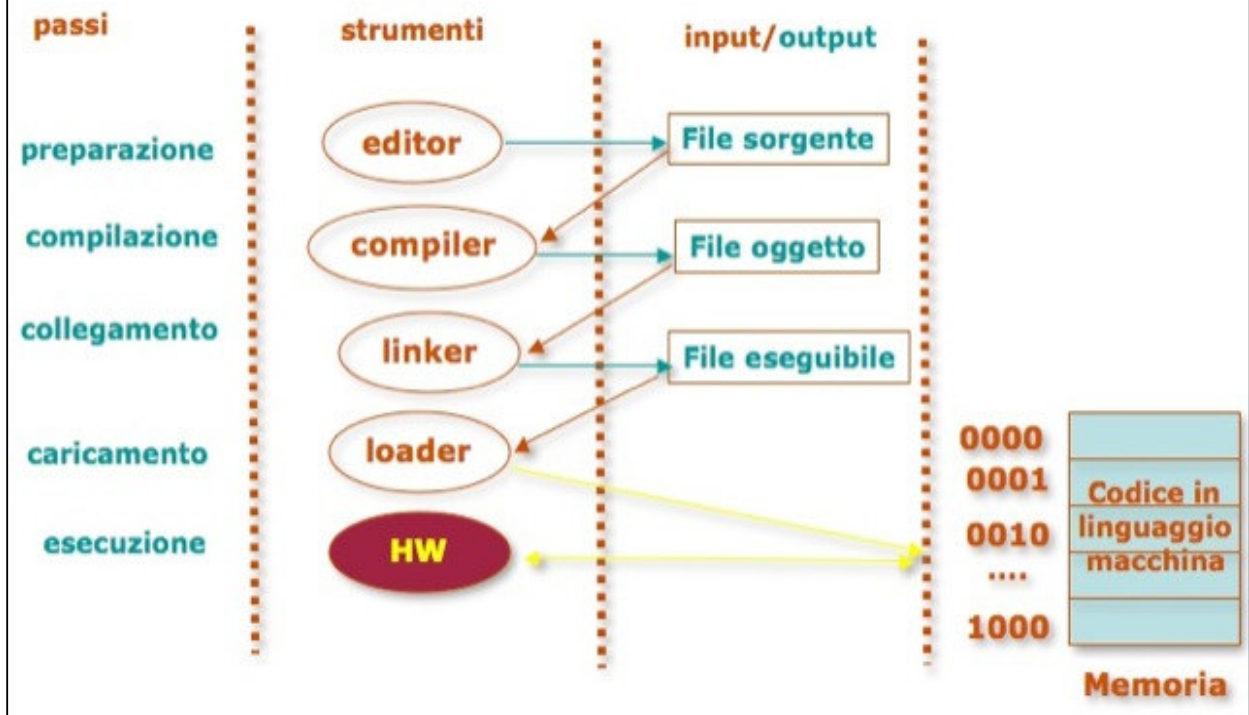 passi
strumenti
input/output
preparazione
editor
File sorgente
compilazione
compiler
File oggetto
collegamento
linker
File eseguibile
caricamento
loader
esecuzione
HW
0000
0001
0010
....
1000
Codice in
linguaggio
macchina
Memoria